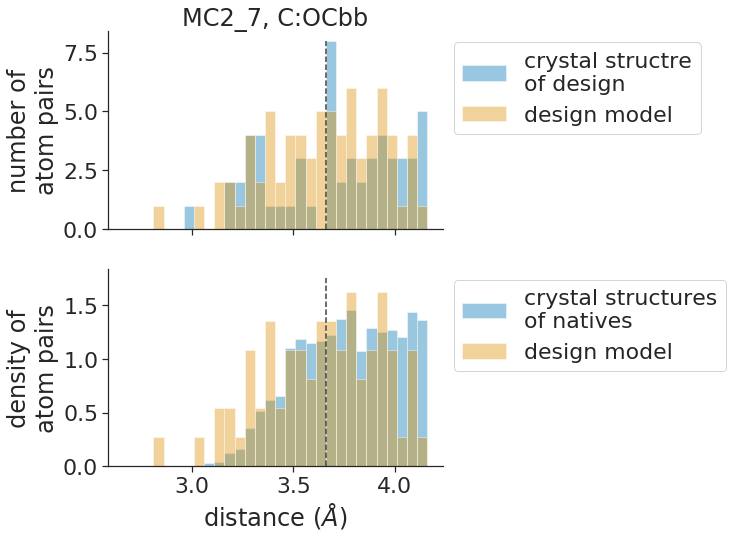 MC2_7, C:OCbb
number of
atom pairs
7.5
5.0
2.5
0.0
crystal structre
of design
design model
density of
atom pairs
1.5
1.0
0.5
0.0
3.0 3.5 4.0
distance (Å)
crystal structures
of natives
design model